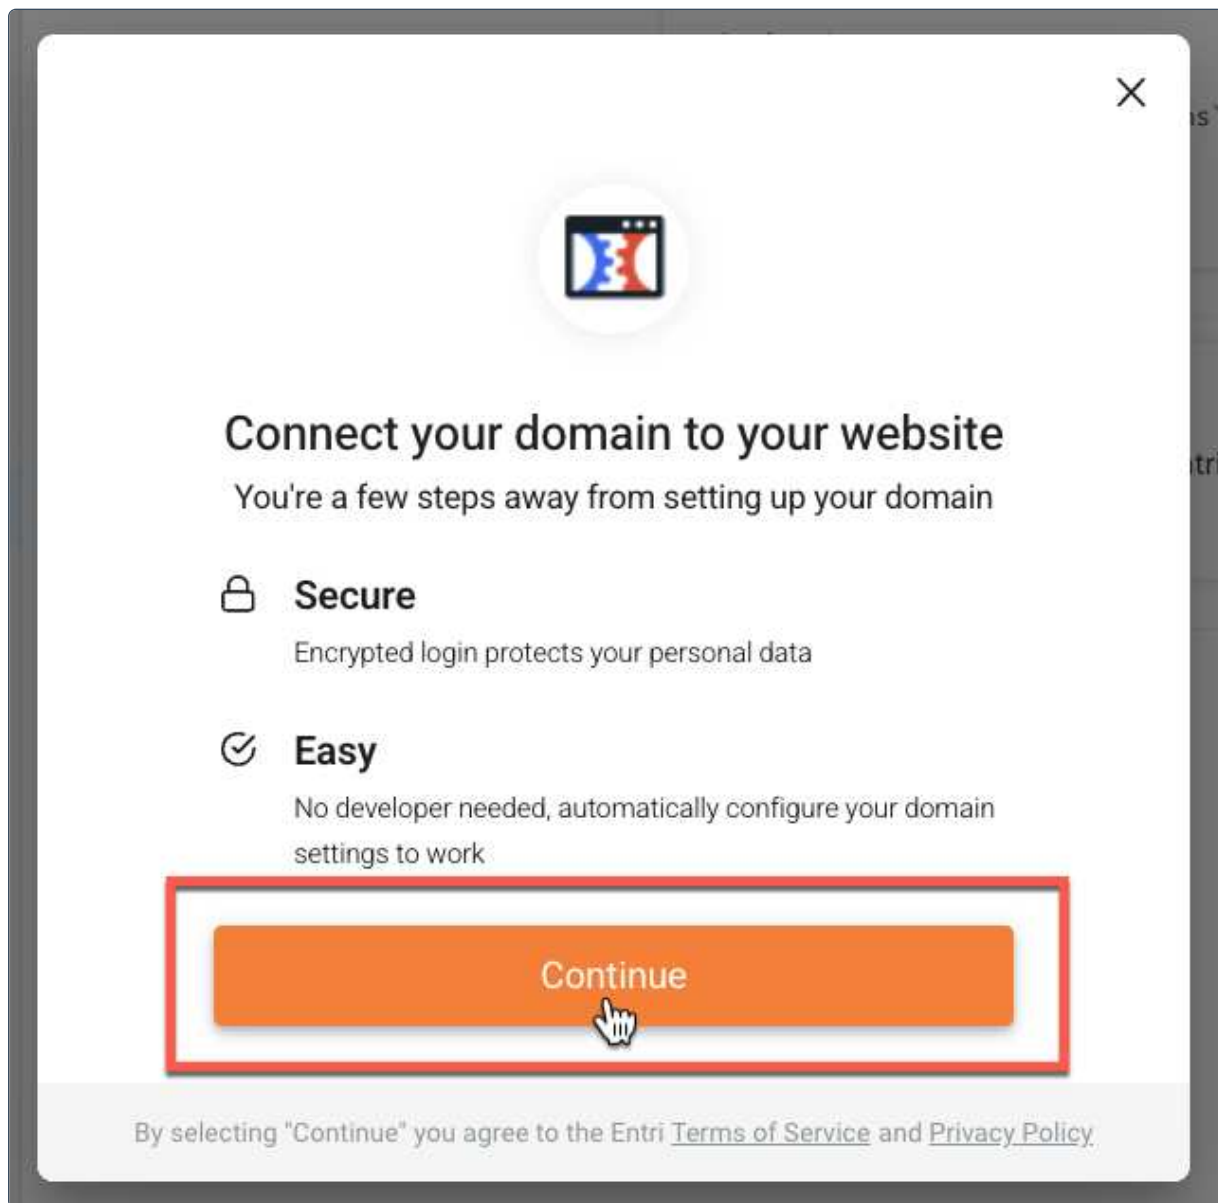 Connect your domain to your website
You're a few steps away from setting up your domain
Secure
Encrypted login protects your personal data
Easy
No developer needed, automatically configure your domain
settings to work
Continue
By selecting "Continue" you agree to the Entri Terms of Service and Privacy Policy